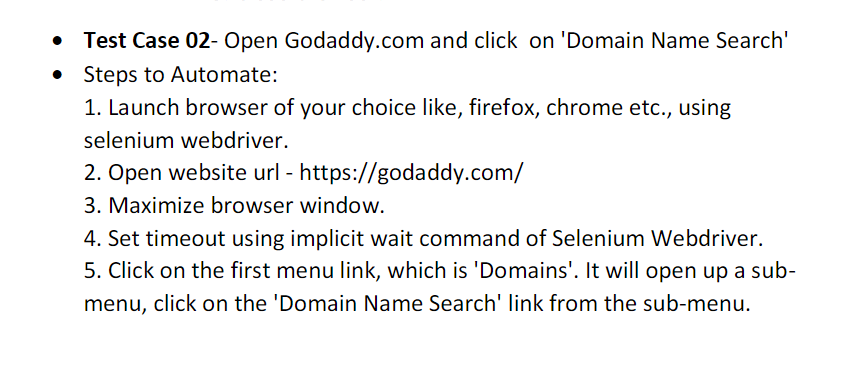 • Test Case 02- Open Godaddy.com and click  on 'Domain Name Search'
• Steps to Automate:
1. Launch browser of your choice like, firefox, chrome etc., using
selenium webdriver.
2. Open website url - https://godaddy.com/
3. Maximize browser window.
4. Set timeout using implicit wait command of Selenium Webdriver.
5. Click on the first menu link, which is 'Domains'. It will open up a sub-
menu, click on the 'Domain Name Search' link from the sub-menu.